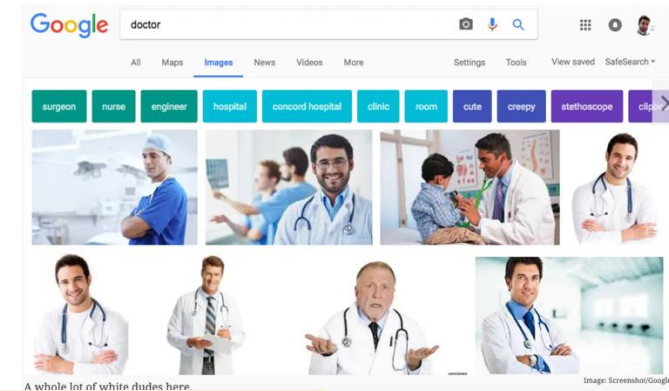 Google doctor
All Maps Images News Videos More Settings Tools View saved SafeSearch
surgeon nurse engineer hospital concord hospital clinic room cute creepy stethoscope
A whole lot of white dudes here.
Image: Screenshot/Google